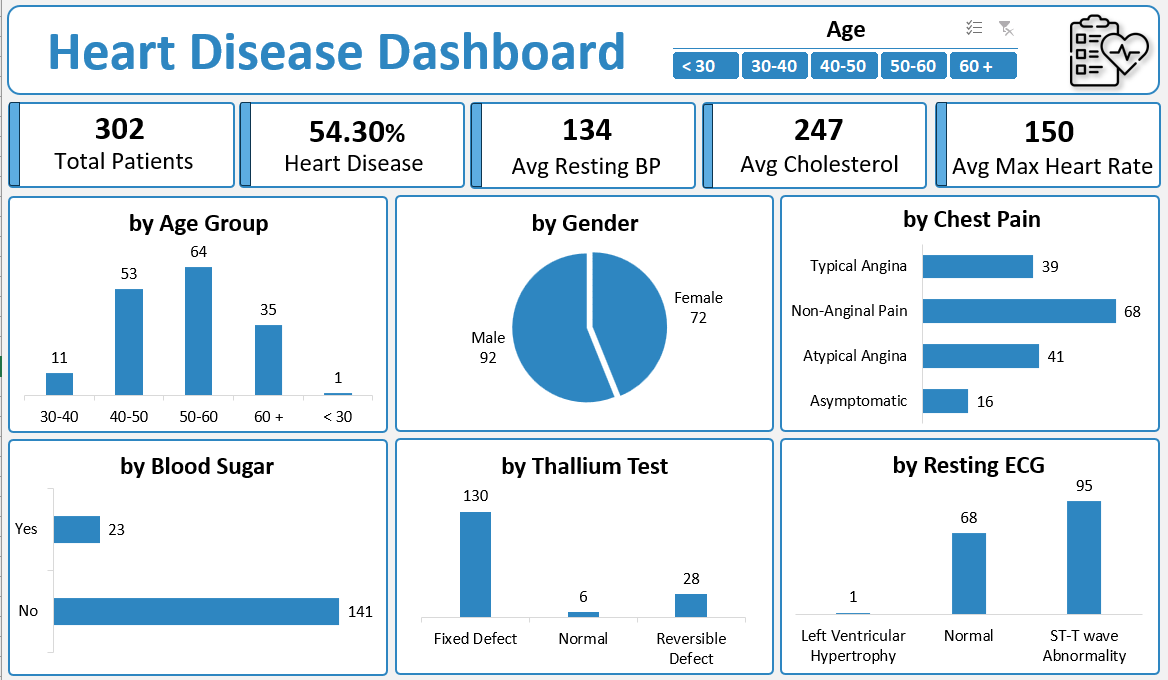 Heart Disease Dashboard
Age
< 30
30-40
40-50
50-60
60 +
302
Total Patients
54.30%
Heart Disease
134
Avg Resting BP
247
Avg Cholesterol
150
Avg Max Heart Rate
by Age Group
11
53
64
35
1
30-40
40-50
50-60
60 +
< 30
by Gender
Female
72
Male
92
by Chest Pain
Typical Angina
39
Non-Anginal Pain
68
Atypical Angina
41
Asymptomatic
16
by Blood Sugar
Yes
23
No
141
by Thallium Test
130
6
28
Fixed Defect
Normal
Reversible
Defect
by Resting ECG
1
68
95
Left Ventricular
Hypertrophy
Normal
ST-T wave
Abnormality